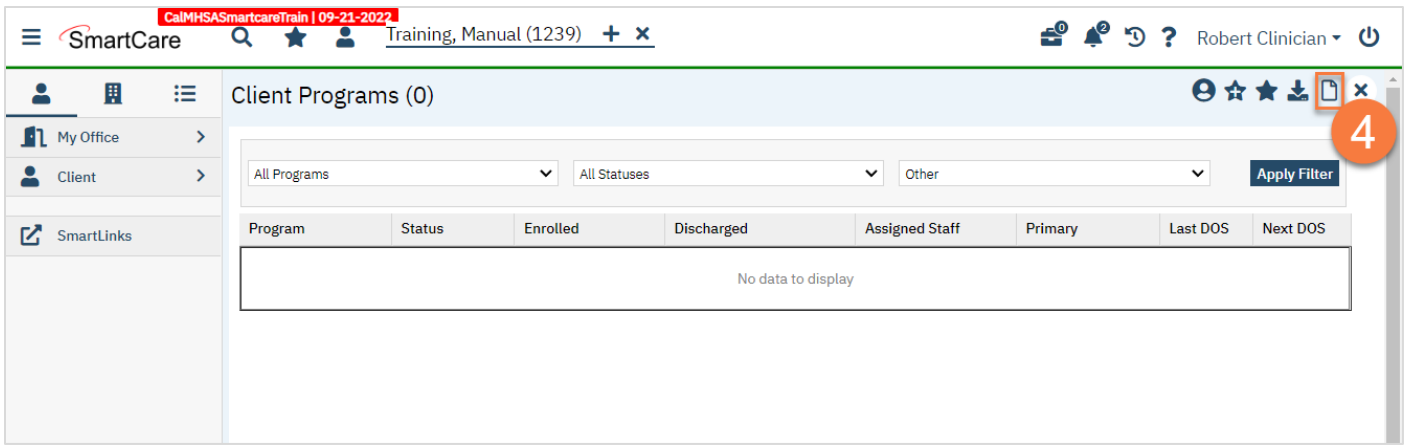 CalMHSASmartcareTrain | 09-21-2022
SmartCare
Training, Manual (1239)
0
2
?
Robert Clinician
Client Programs (0)
4
My Office
Client
SmartLinks
All Programs
All Statuses
Other
Apply Filter
Program Status Enrolled Discharged Assigned Staff Primary Last DOS Next DOS
No data to display